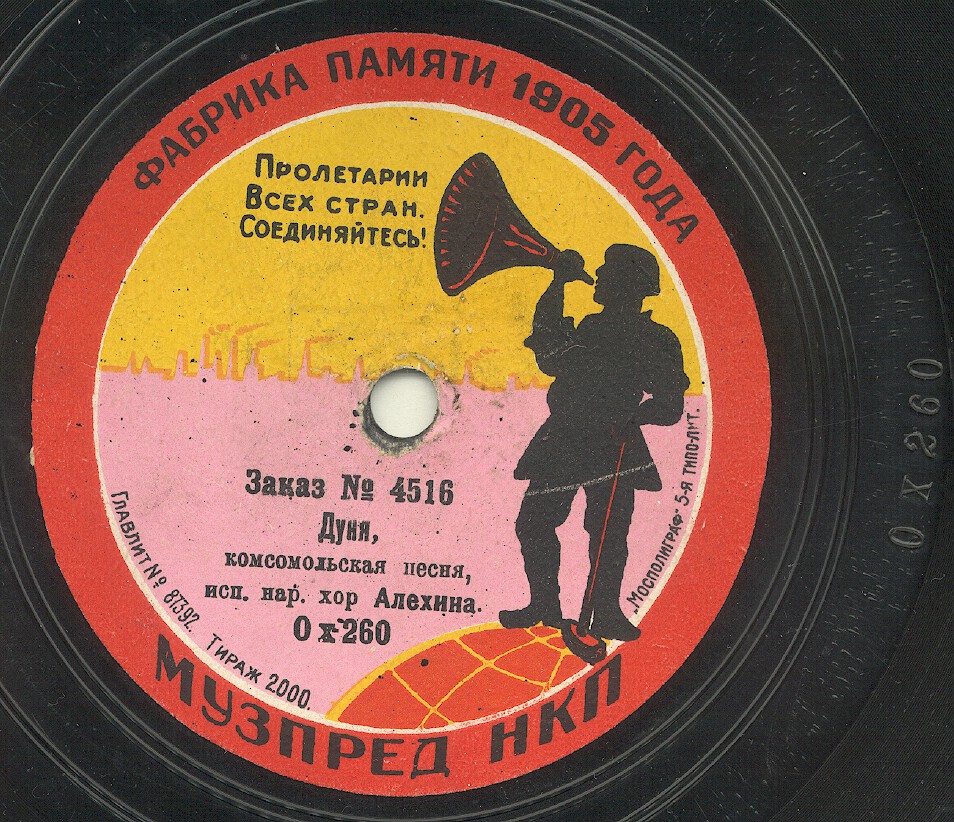 ФАБРИКА ПАМЯТИ 1905 ГОДА
ПРОЛЕТАРИИ
ВСЕХ СТРАН.
СОЕДИНЯЙТЕСЬ!
Заказ № 4516
Дуня,
комсомольская песня,
исп. нар. хор Алехина.
О х-260
ГЛАВЛИТ № 87392. ТИРАЖ 2000.
„МОСПОЛИГРАФ" 5-Я ТИПО-ЛИТ.
МУЗПРЕД НКП
0 X 260